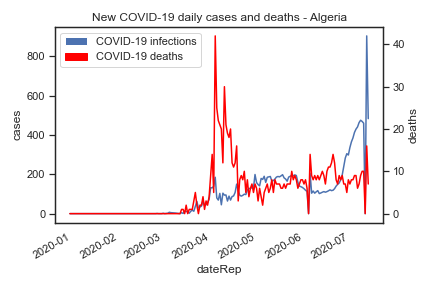 New COVID-19 daily cases and deaths - Algeria
COVID-19 infections
COVID-19 deaths
800
600
400
200
0
cases
40
30
20
10
0
deaths
2020-01
2020-02
2020-03
2020-04
2020-05
2020-06
2020-07
dateRep